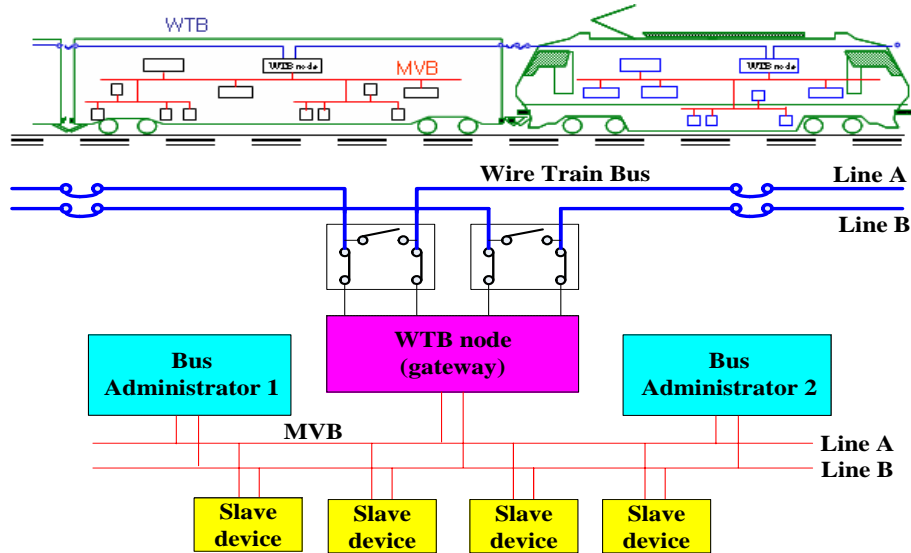 WTB
WTB node
MVB
WTB node
Wire Train Bus
Line A
Line B
WTB node
(gateway)
Bus
Administrator 1
Bus
Administrator 2
MVB
Line A
Line B
Slave
device
Slave
device
Slave
device
Slave
device